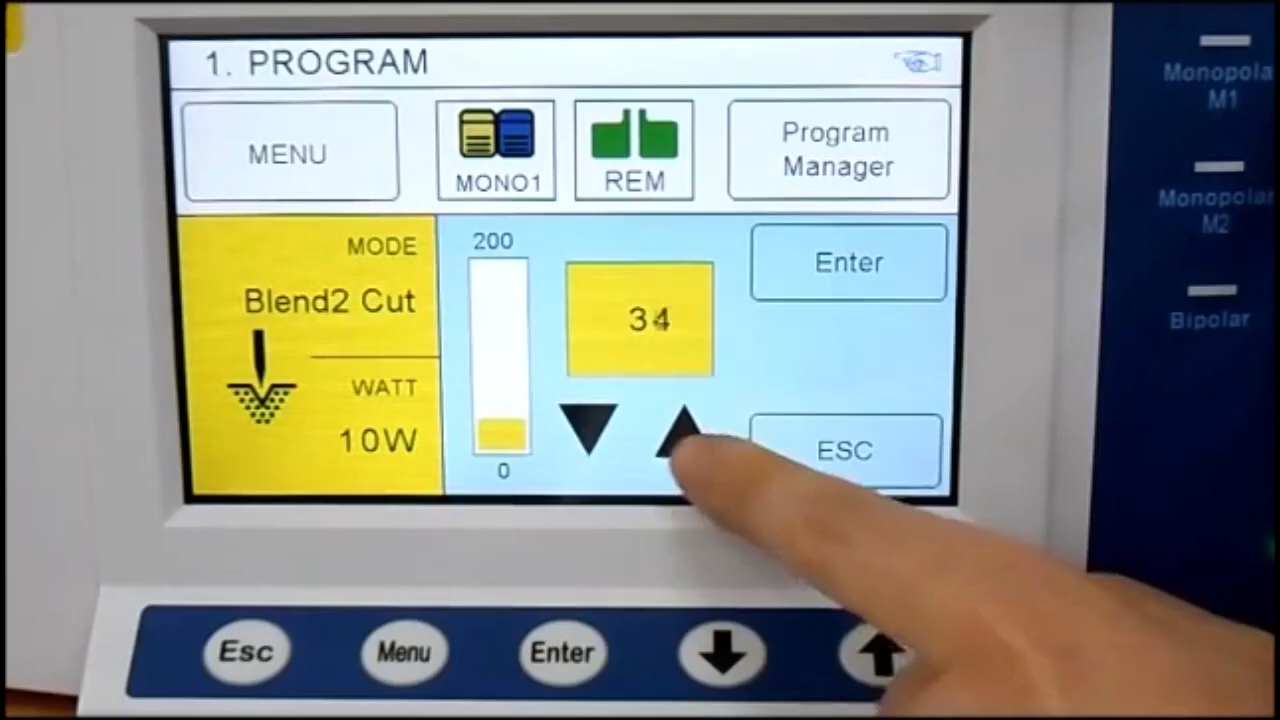 1. PROGRAM
MENU
MONO1
REM
Program
Manager
MODE
Blend2 Cut
WATT
10W
200
0
34
Enter
ESC
Monopola
M1
Monopolar
M2
Bipolar
Esc
Menu
Enter